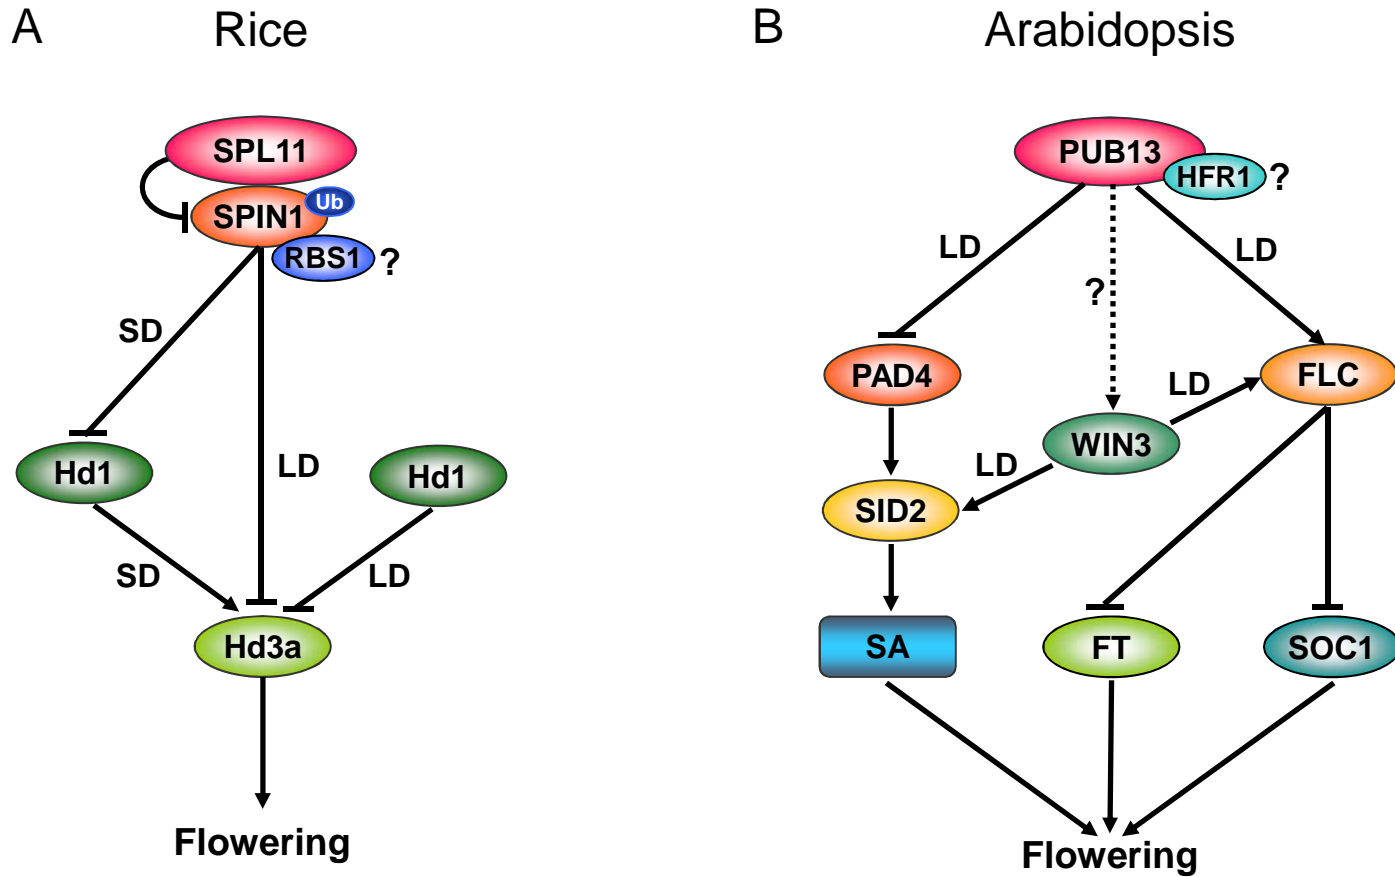 A
Rice
SPL11
SPIN1
Ub
RBS1
?
SD
LD
Hd1
Hd1
SD
LD
Hd3a
Flowering
B
Arabidopsis
PUB13
HFR1
?
LD
?
LD
PAD4
FLC
LD
WIN3
LD
SID2
SA
FT
SOC1
Flowering